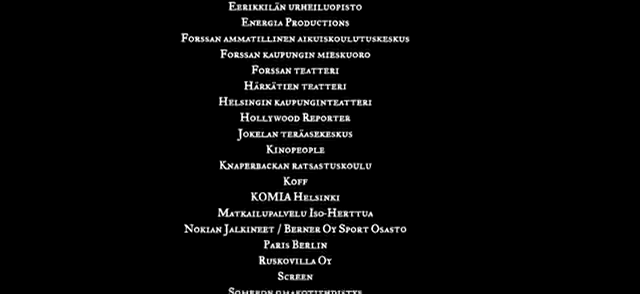 Eerikkilän urheiluopisto
Energia Productions
Forssan ammatillinen aikuiskoulutuskeskus
Forssan kaupungin mieskuoro
Forssan teatteri
Härkätien teatteri
Helsingin kaupunginteatteri
Hollywood Reporter
Jokelan teräasekeskus
Kinopeople
Knaperbackan ratsastuskoulu
Koff
KOMIA Helsinki
Matkailupalvelu Iso-Herttua
Nokian Jalkineet / Berner Oy Sport Osasto
Paris Berlin
Ruskovilla Oy
Screen
Someron omakotiyhdistys